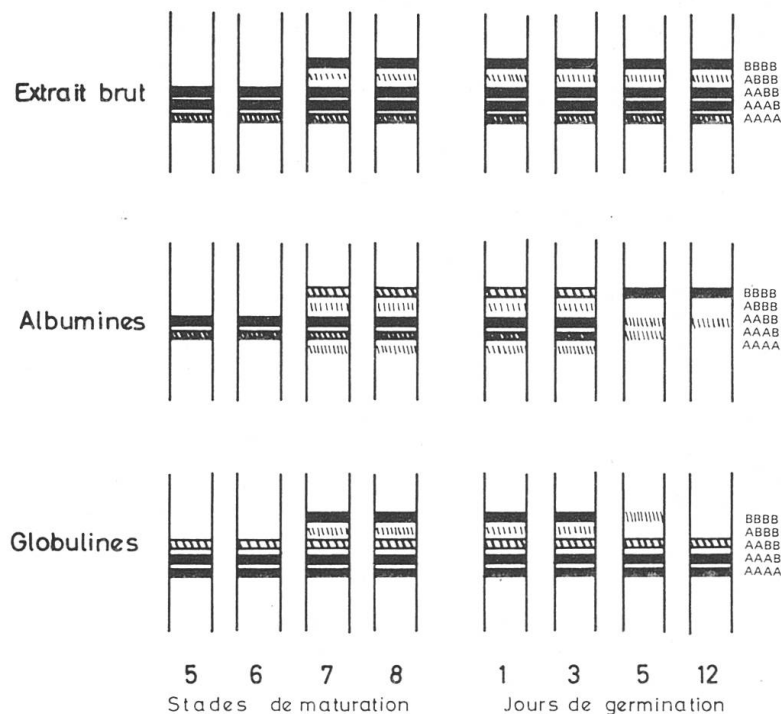 Extrait brut
BBBB
ABBB
AABB
AAAB
AAAA
Albumines
BBBB
ABBB
AABB
AAAB
AAAA
Globulines
BBBB
ABBB
AABB
AAAB
AAAA
5 6 7 8 1 3 5 12
Stades de maturation Jours de germination